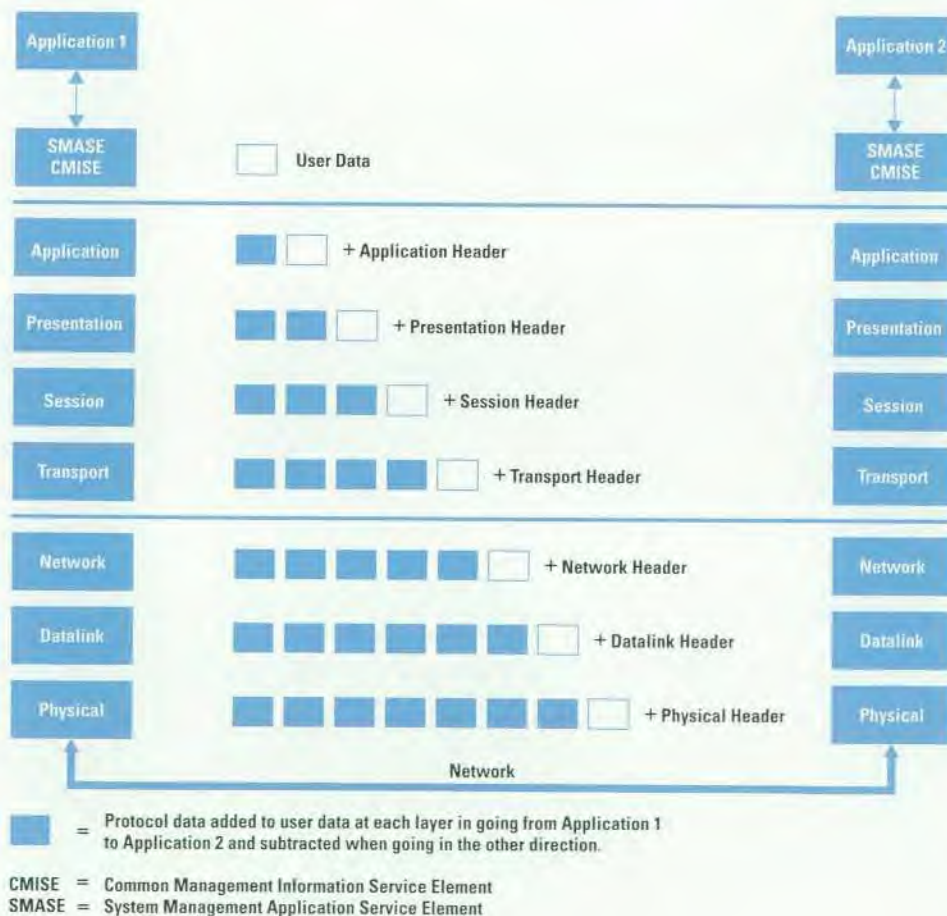 Application 1
Application 2
SMASE
CMISE
User Data
SMASE
CMISE
Application
+ Application Header
Application
Presentation
+ Presentation Header
Presentation
Session
+ Session Header
Session
Transport
+ Transport Header
Transport
Network
+ Network Header
Network
Datalink
+ Datalink Header
Datalink
Physical
+ Physical Header
Physical
Network
= Protocol data added to user data at each layer in going from Application 1
to Application 2 and subtracted when going in the other direction.
CMISE = Common Management Information Service Element
SMASE = System Management Application Service Element